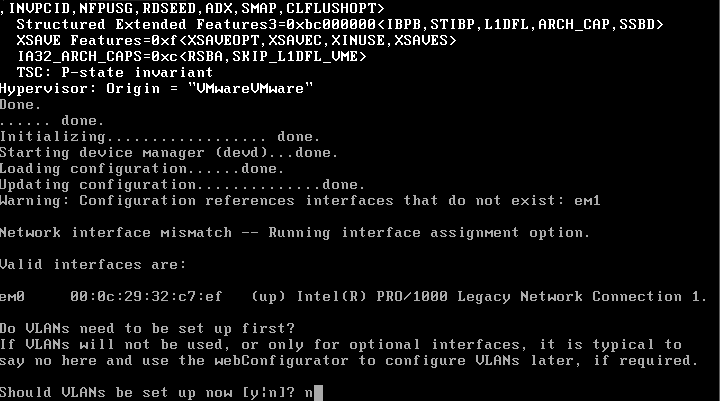 ,INVPCID,NFPUSG,RDSEED,ADX,SMAP,CLFLUSHOPT>
Structured Extended Features3=0xbc000000<IBPB,STIBP,L1DFL,ARCH_CAP,SSBD>
XSAVE Features=0xf<XSAVEOPT,XSAVEC,XINUSE,XSAVES>
IA32_ARCH_CAPS=0xc<RSBA,SKIP_L1DFL_VME>
TSC: P-state invariant
Hypervisor: Origin = "VMwareVMware"
Done.
...... done.
Initializing.................. done.
Starting device manager (devd)...done.
Loading configuration......done.
Updating configuration..............done.
Warning: Configuration references interfaces that do not exist: em1
Network interface mismatch -- Running interface assignment option.
Valid interfaces are:
em0 00:0c:29:32:c7:ef (up) Intel(R) PRO/1000 Legacy Network Connection 1.
Do VLANs need to be set up first?
If VLANs will not be used, or only for optional interfaces, it is typical to
say no here and use the webConfigurator to configure VLANs later, if required.
Should VLANs be set up now [y|n]? n